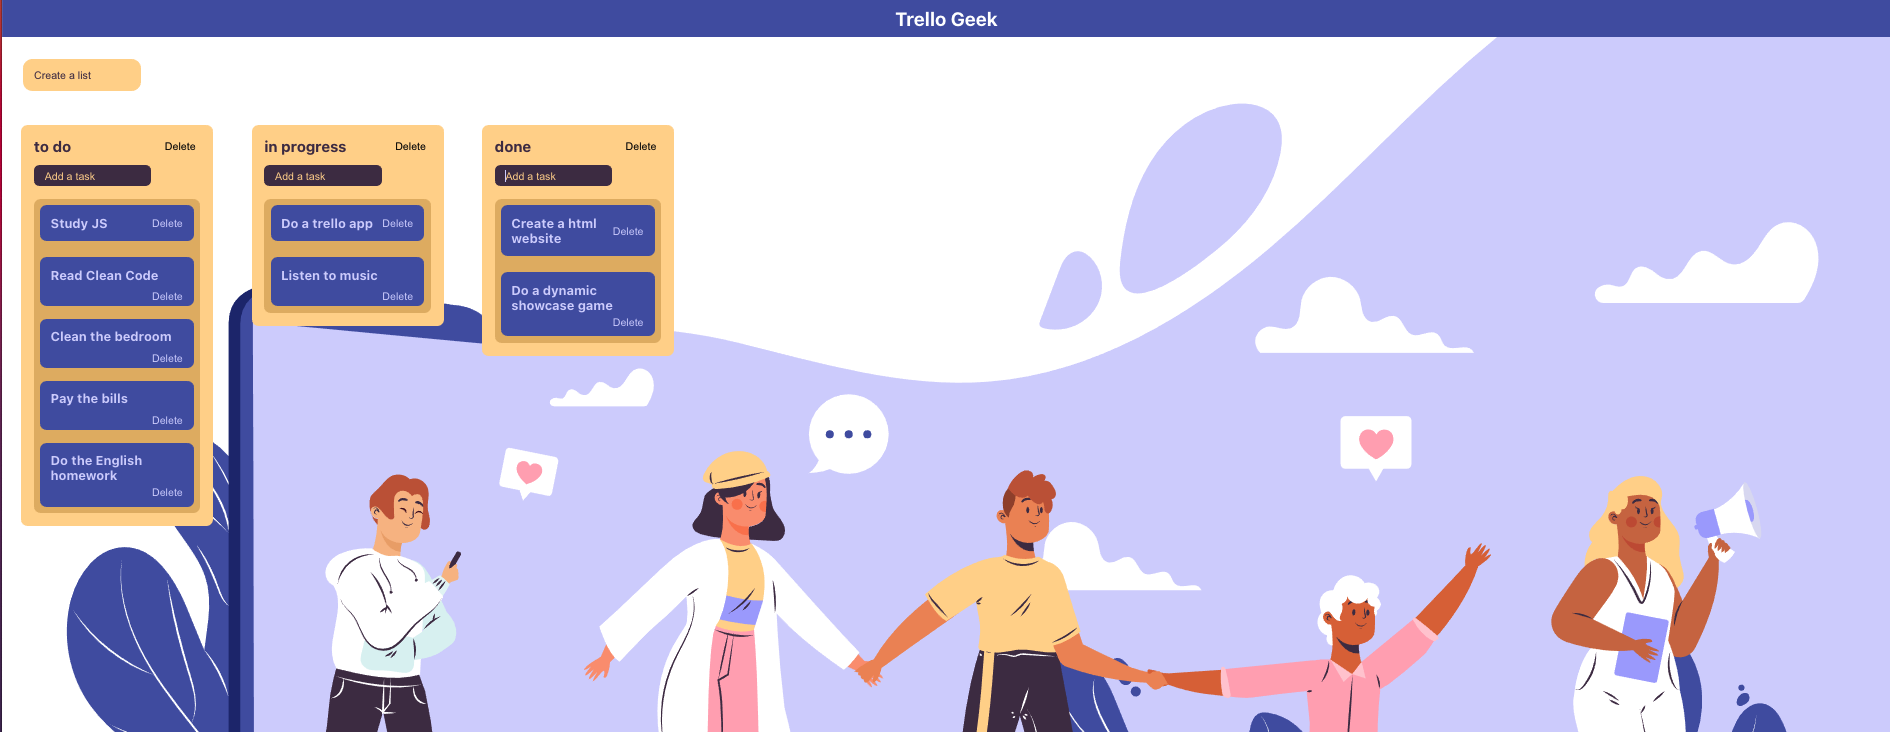 Trello Geek
Create a list
to do
Delete
Add a task
Study JS
Delete
Read Clean Code
Delete
Clean the bedroom
Delete
Pay the bills
Delete
Do the English
homework
Delete
in progress
Delete
Add a task
Do a trello app
Delete
Listen to music
Delete
done
Delete
Add a task
Create a html
website
Delete
Do a dynamic
showcase game
Delete